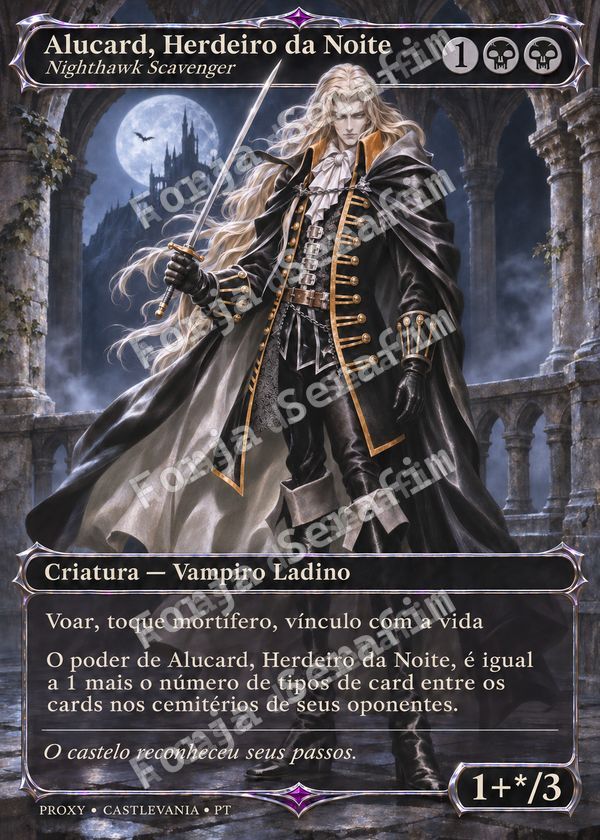 Alucard, Herdeiro da Noite
1
Nighthawk Scavenger
Forja Serafim
Forja Serafim
Forja Serafim
Forja Serafim
Criatura — Vampiro Ladino
Voar, toque mortífero, vínculo com a vida
O poder de Alucard, Herdeiro da Noite, é igual
a 1 mais o número de tipos de card entre os
cards nos cemitérios de seus oponentes.
O castelo reconheceu seus passos.
1+*/3
PROXY • CASTLEVANIA • PT